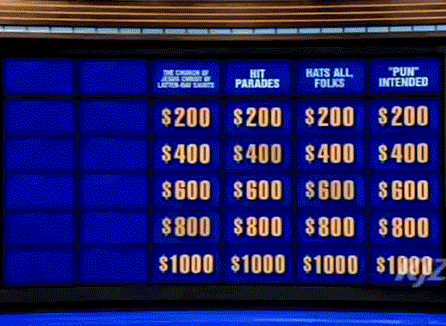 THE CHURCH OF
JESUS CHRIST OF
LATTER-DAY SAINTS
HIT
PARADES
HATS ALL,
FOLKS
"PUN"
INTENDED
$200 $200 $200 $200
$400 $400 $400 $400
$600 $600 $600 $600
$800 $800 $800 $800
$1000 $1000 $1000 $1000